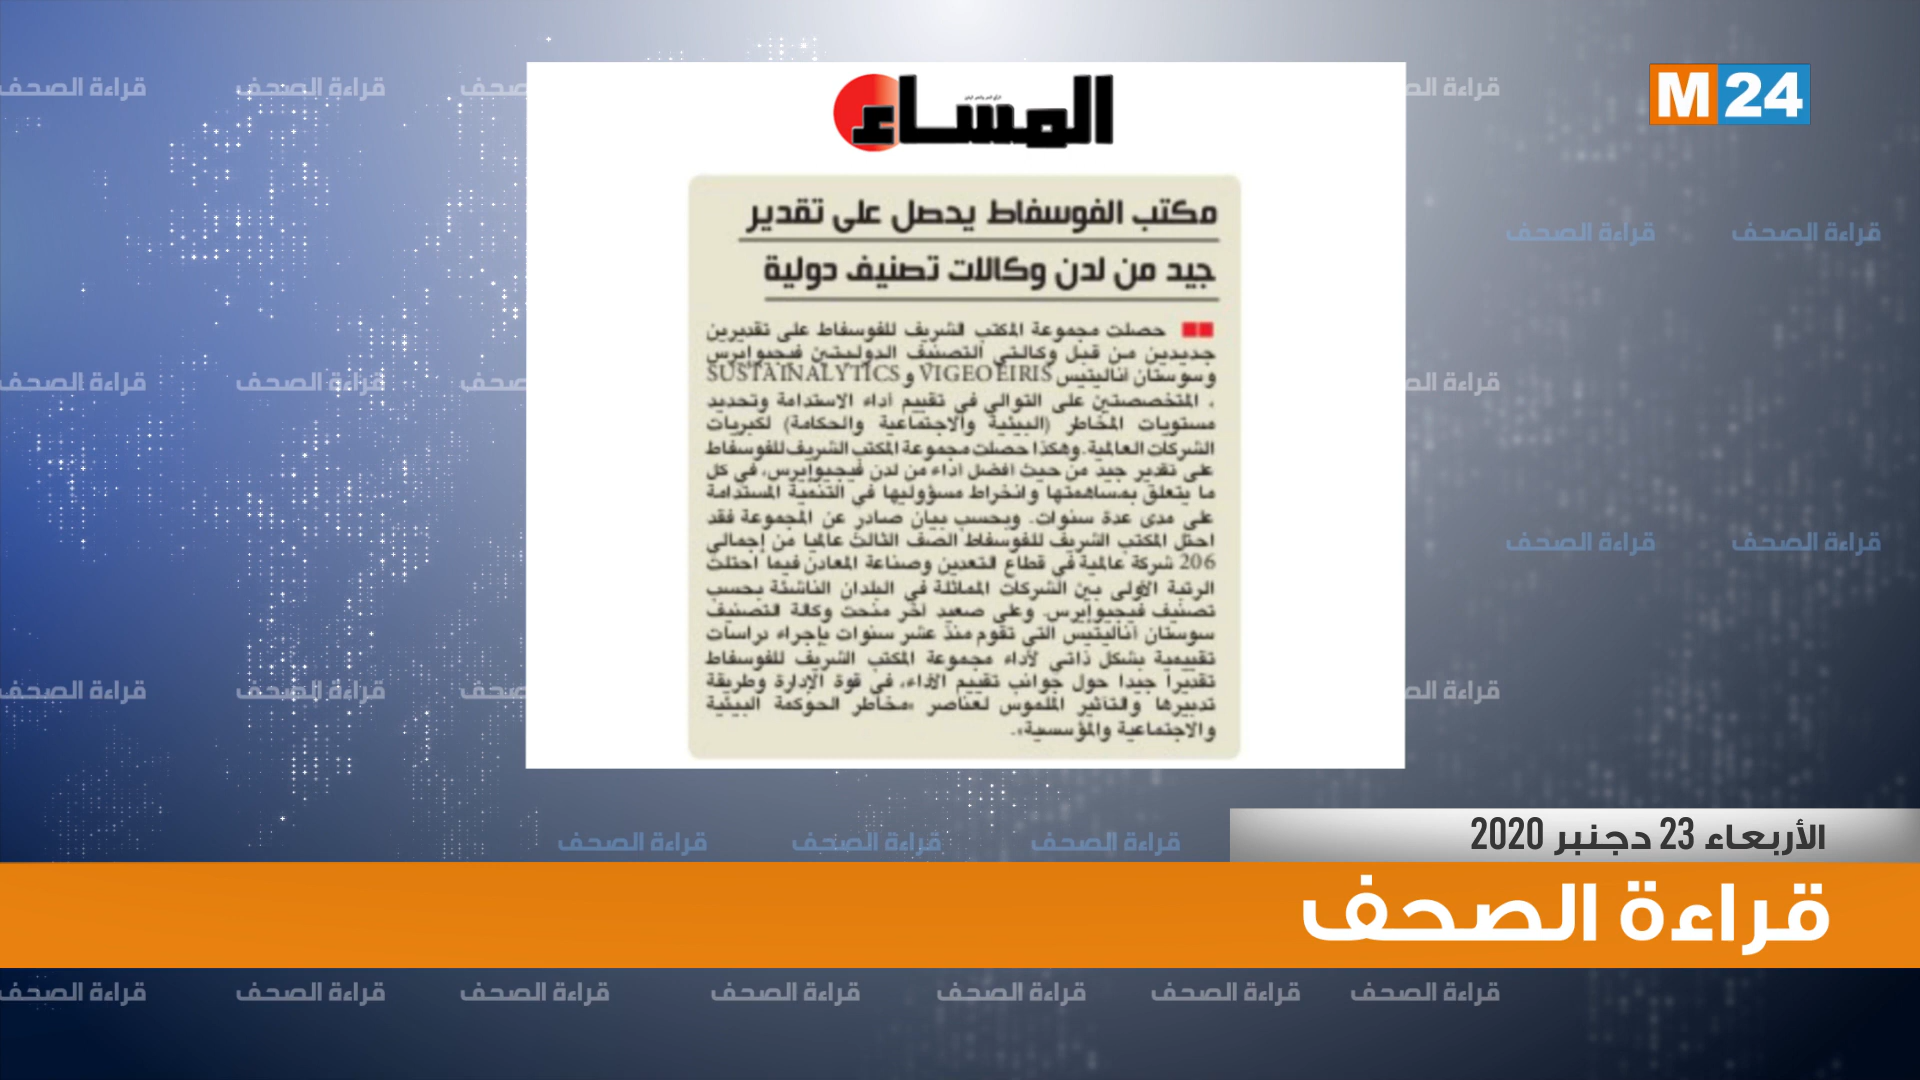 M24
المساء
مكتب الفوسفاط يحصل على تقدير
جيد من لدن وكالات تصنيف دولية
حصلت مجموعة المكتب الشريف للفوسفاط على تقديرين
جديدين من قبل وكالتي التصنيف الدوليتين فيجيوإيرس
وسوستان أناليتيس VIGEO EIRIS و SUSTAINALYTICS
، المتخصصتين على التوالي في تقييم أداء الاستدامة وتحديد
مستويات المخاطر (البيئية والاجتماعية والحكامة) لكبريات
الشركات العالمية. وهكذا حصلت مجموعة المكتب الشريف للفوسفاط
على تقدير جيد من حيث أفضل أداء من لدن فيجيوإيرس، في كل
ما يتعلق بمساهمتها وانخراط مسؤوليها في التنمية المستدامة
على مدى عدة سنوات. وبحسب بيان صادر عن المجموعة فقد
احتل المكتب الشريف للفوسفاط الصف الثالث عالميا من إجمالي
206 شركة عالمية في قطاع التعدين وصناعة المعادن فيما احتلت
الرتبة الأولى بين الشركات المماثلة في البلدان الناشئة بحسب
تصنيف فيجيوإيرس. وعلى صعيد آخر منحت وكالة التصنيف
سوستان أناليتيس التي تقوم منذ عشر سنوات بإجراء دراسات
تقييمية بشكل ذاتي لأداء مجموعة المكتب الشريف للفوسفاط
تقديرا جيدا حول جوانب تقييم الأداء، في قوة الإدارة وطريقة
تدبيرها والتأثير الملموس لعناصر «مخاطر الحوكمة البيئية
والاجتماعية والمؤسسية».
الأربعاء 23 دجنبر 2020
قراءة الصحف